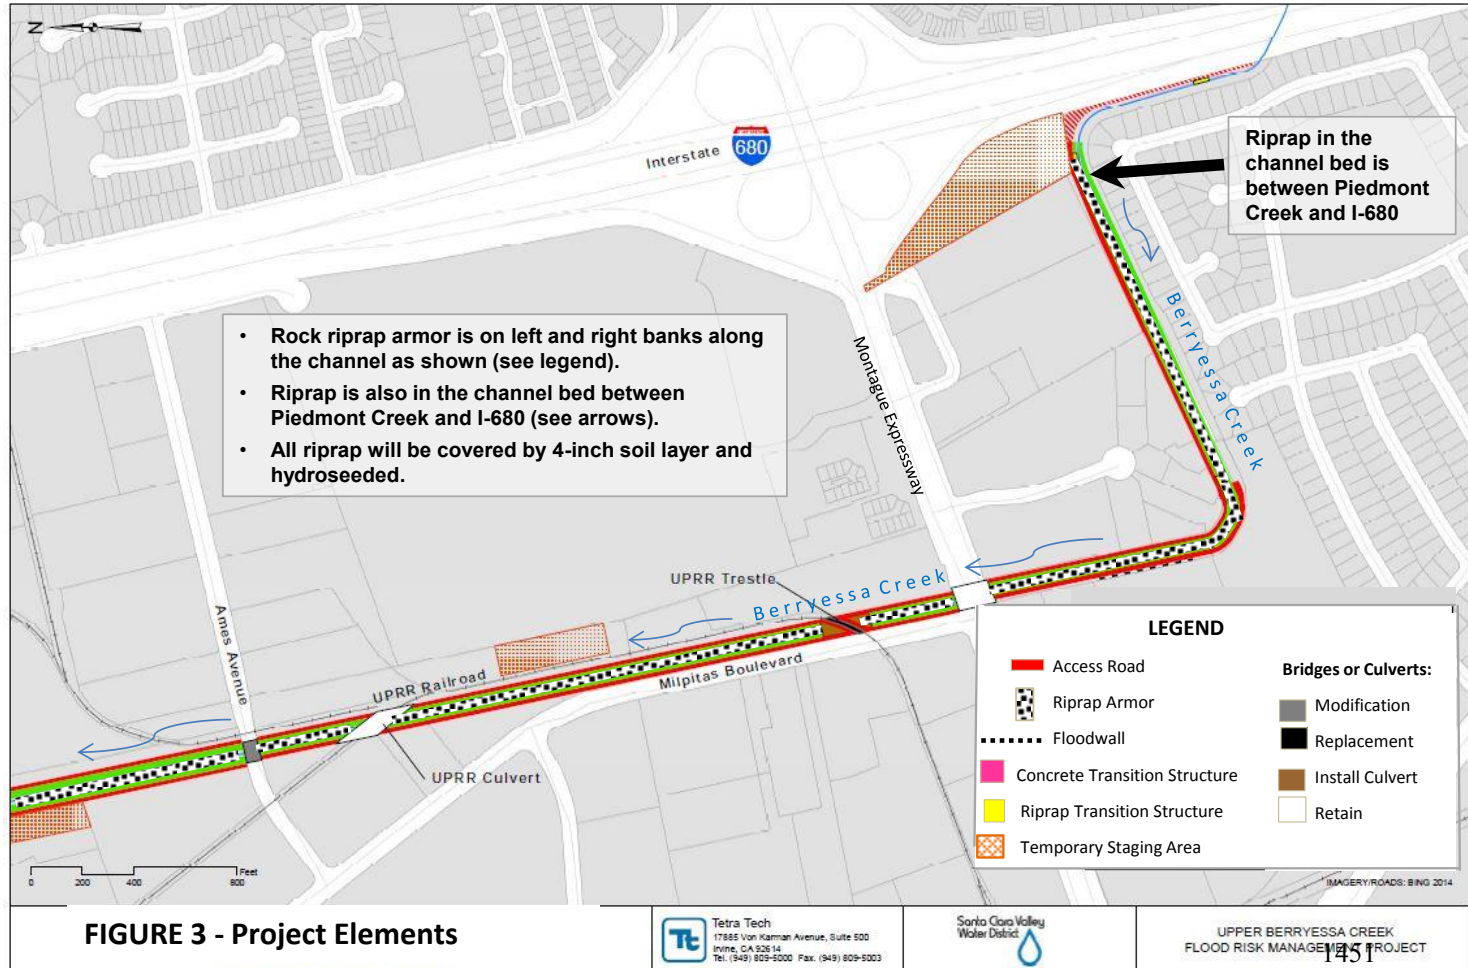 N
Interstate
680
Riprap in the
channel bed is
between Piedmont
Creek and I-680
Berryessa Creek
• Rock riprap armor is on left and right banks along
the channel as shown (see legend).
• Riprap is also in the channel bed between
Piedmont Creek and I-680 (see arrows).
• All riprap will be covered by 4-inch soil layer and
hydroseeded.
Montague Expressway
UPRR Trestle
Berryessa Creek
Ames Avenue
UPRR Railroad
Milpitas Boulevard
UPRR Culvert
LEGEND
Access Road
Riprap Armor
Floodwall
Concrete Transition Structure
Riprap Transition Structure
Temporary Staging Area
Bridges or Culverts:
Modification
Replacement
Install Culvert
Retain
Feet
0 200 400 800
IMAGERY/ROADS: BING 2014
FIGURE 3 - Project Elements
Tt
Tetra Tech
17885 Von Karman Avenue, Suite 500
Irvine, CA 92614
Tel. (949) 809-5000 Fax. (949) 809-5003
Santa Clara Valley
Water District
UPPER BERRYESSA CREEK
FLOOD RISK MANAGEMENT PROJECT
1451